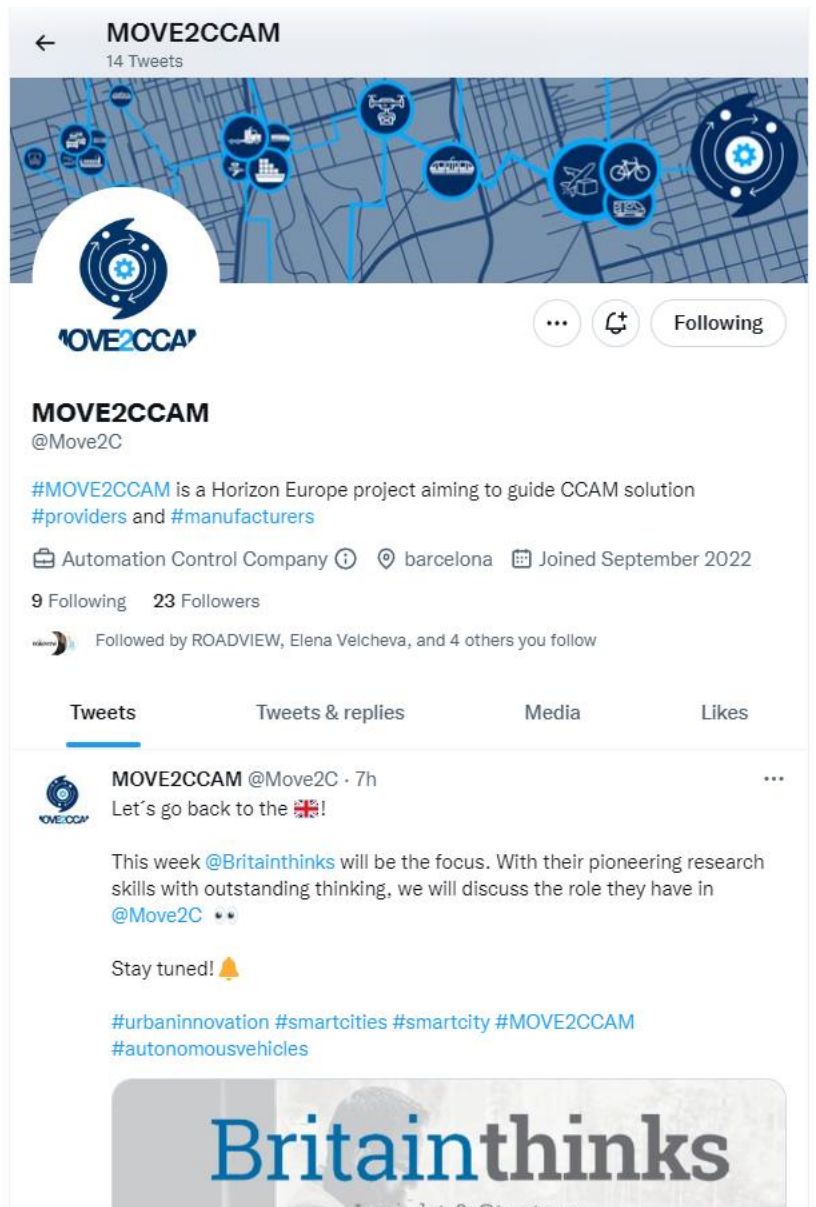 MOVE2CCAM
14 Tweets
MOVE2CCAM
Following
MOVE2CCAM
@Move2C
#MOVE2CCAM is a Horizon Europe project aiming to guide CCAM solution
#providers and #manufacturers
Automation Control Company barcelona Joined September 2022
9 Following 23 Followers
Followed by ROADVIEW, Elena Velcheva, and 4 others you follow
Tweets Tweets & replies Media Likes
MOVE2CCAM @Move2C · 7h
Let´s go back to the 🇬🇧!
This week @Britainthinks will be the focus. With their pioneering research
skills with outstanding thinking, we will discuss the role they have in
@Move2C 👀
Stay tuned! 🔔
#urbaninnovation #smartcities #smartcity #MOVE2CCAM
#autonomousvehicles
Britainthinks